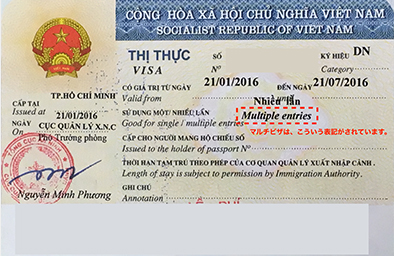 CỘNG HÒA XÃ HỘI CHỦ NGHĨA VIỆT NAM
SOCIALIST REPUBLIC OF VIET NAM
THỊ THỰC
VISA
SỐ
Nº
KÝ HIỆU DN
Category
CÓ GIÁ TRỊ TỪ NGÀY 21/01/2016
Valid from
ĐẾN NGÀY 21/07/2016
until
TP.HỒ CHÍ MINH
CẤP TẠI
Issued at
21/01/2016
NGÀY
On
CỤC QUẢN LÝ X.N.C
Phó Trưởng phòng
Nguyễn Minh Phương
Nhiều lần
SỬ DỤNG MỘT/NHIỀU LẦN
Good for single / multiple entries
Multiple entries
マルチビザは、こういう表記がされています。
CẤP CHO NGƯỜI MANG HỘ CHIẾU SỐ
Issued to the holder of passport Nº
THỜI HẠN TẠM TRÚ THEO PHÉP CỦA CƠ QUAN QUẢN LÝ XUẤT NHẬP CẢNH.
Length of stay is subject to permission by Immigration Authority.
GHI CHÚ
Annotation